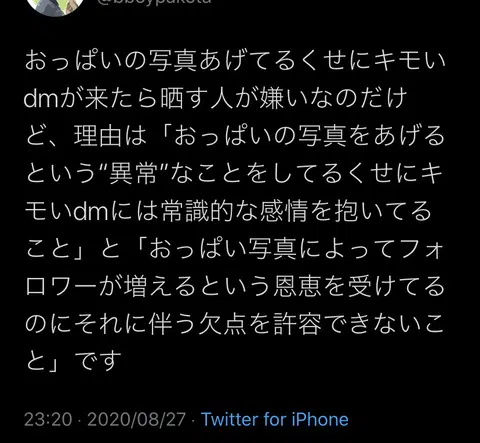 おっぱいの写真あげてるくせにキモい
dmが来たら晒す人が嫌いなのだけ
ど、理由は「おっぱいの写真をあげる
という“異常”なことをしてるくせにキ
モいdmには常識的な感情を抱いてる
こと」と「おっぱい写真によってフォ
ロワーが増えるという恩恵を受けてる
のにそれに伴う欠点を許容できないこ
と」です
23:20 · 2020/08/27 · Twitter for iPhone